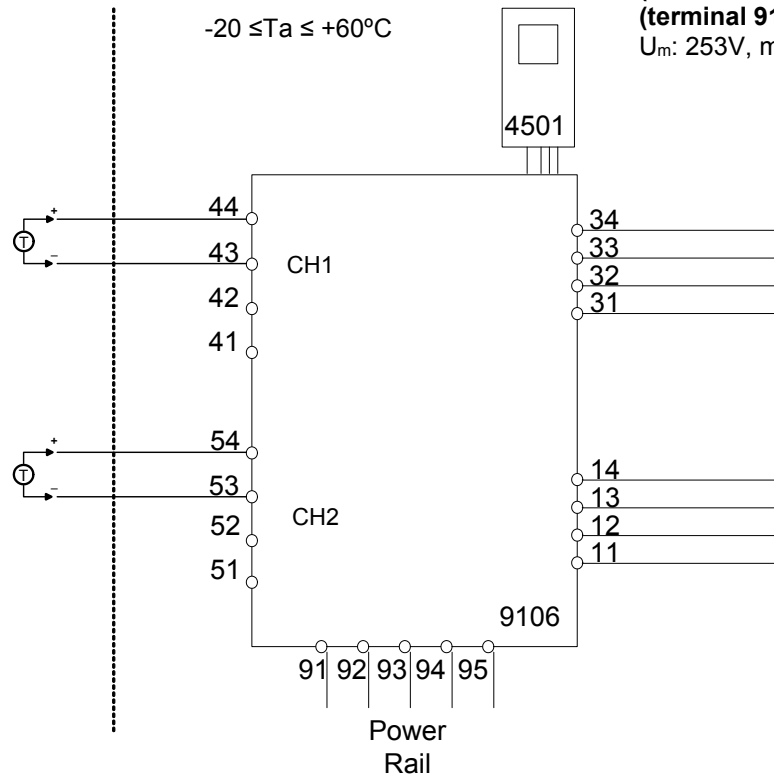 (terminal 91
-20 ≤Ta ≤ +60ºC
Um: 253V, m
4501
44
+
T
43
–
CH1
42
41
34
33
32
31
54
+
T
53
–
CH2
52
51
14
13
12
11
9106
91 92 93 94 95
Power
Rail